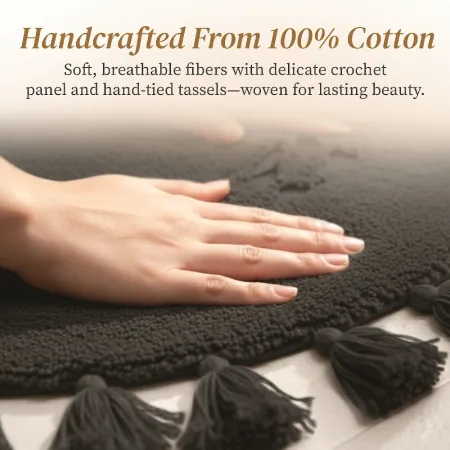 Handcrafted From 100% Cotton
Soft, breathable fibers with delicate crochet
panel and hand-tied tassels—woven for lasting beauty.